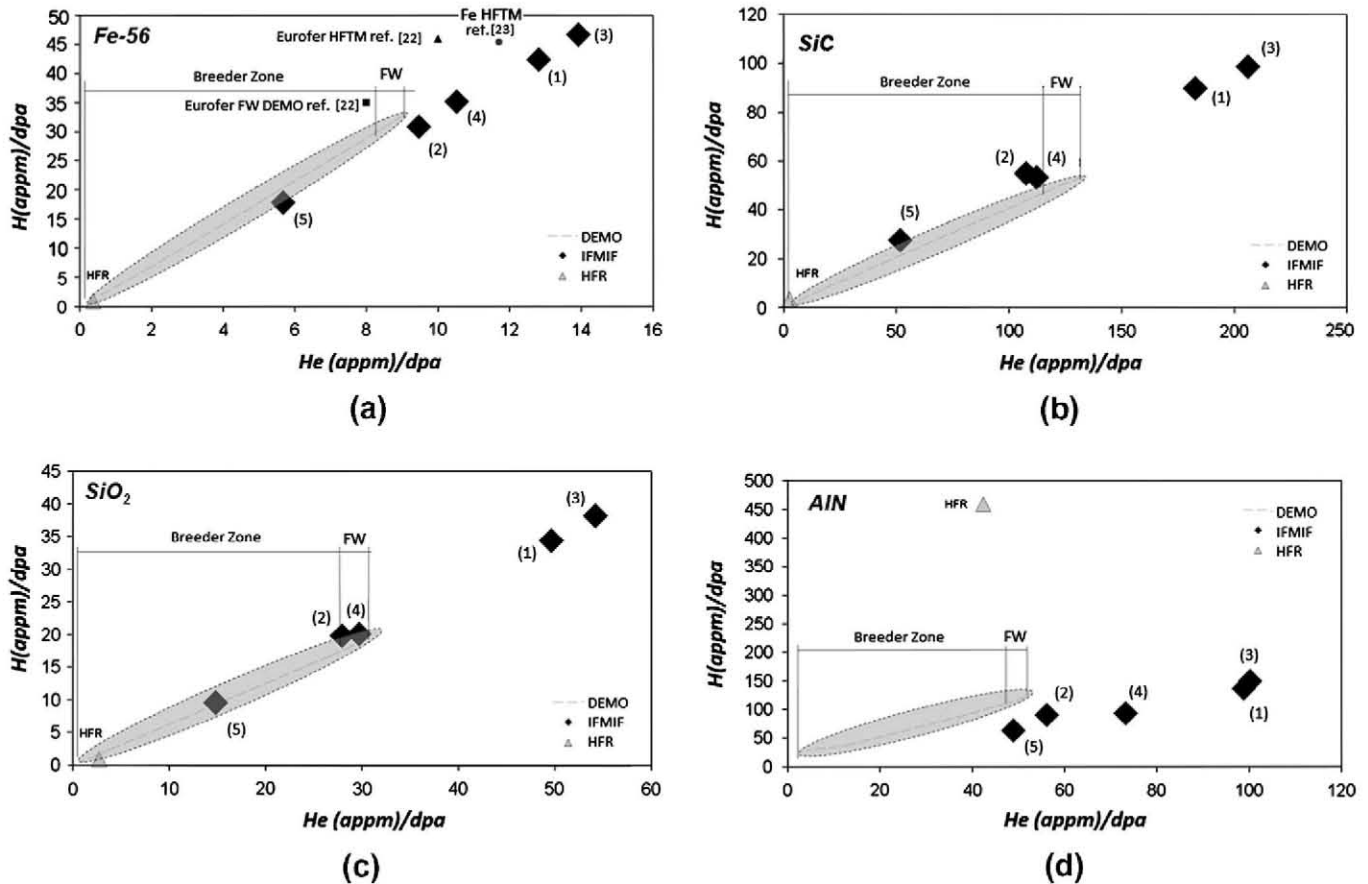 Fe-56
Eurofer HFTM ref. [22]
Fe HFTM
ref.[23]
(3)
(1)
Breeder Zone
FW
Eurofer FW DEMO ref. [22]
(4)
(2)
(5)
HFR
DEMO
IFMIF
HFR
50
45
40
35
30
25
20
15
10
5
0
0 2 4 6 8 10 12 14 16
H(appm)/dpa
He (appm)/dpa
(a)
SiC
(3)
(1)
Breeder Zone
FW
(2)
(4)
(5)
HFR
DEMO
IFMIF
HFR
120
100
80
60
40
20
0
0 50 100 150 200 250
H(appm)/dpa
He (appm)/dpa
(b)
SiO2
(3)
(1)
Breeder Zone
FW
(2)
(4)
(5)
HFR
DEMO
IFMIF
HFR
45
40
35
30
25
20
15
10
5
0
0 10 20 30 40 50 60
H(appm)/dpa
He (appm)/dpa
(c)
AlN
HFR
DEMO
IFMIF
HFR
Breeder Zone
FW
(3)
(2)
(4)
(1)
(5)
500
450
400
350
300
250
200
150
100
50
0
0 20 40 60 80 100 120
H(appm)/dpa
He (appm)/dpa
(d)